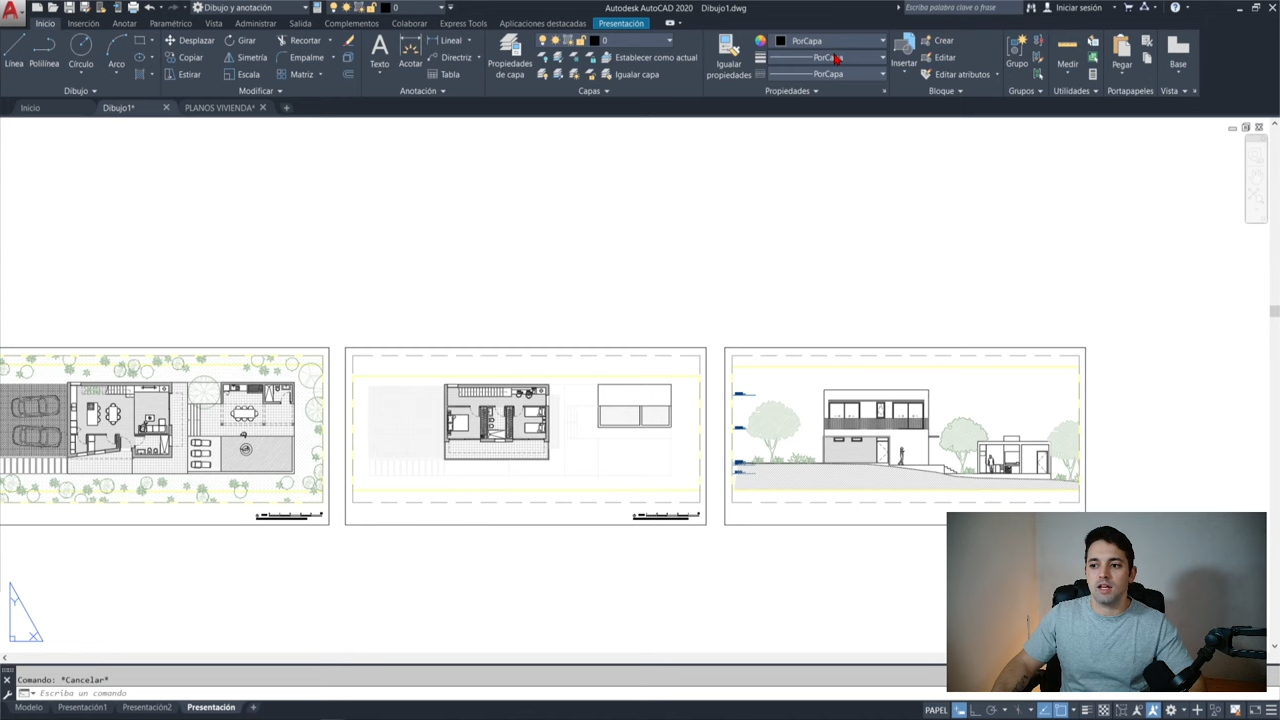 Dibujo y anotación
0
Autodesk AutoCAD 2020 Dibujo1.dwg
Escriba palabra clave o frase
Iniciar sesión
Inicio Inserción Anotar Paramétrico Vista Administrar Salida Complementos Colaborar Express Tools Aplicaciones destacadas Presentación
Línea Polilínea Círculo Arco
Desplazar Girar Recortar
Copiar Simetría Empalme
Estirar Escala Matriz
Texto Acotar
Lineal
Directriz
Tabla
Propiedades
de capa
0
Establecer como actual
Igualar capa
Igualar
propiedades
PorCapa
PorCapa
PorCapa
Insertar
Crear
Editar
Editar atributos
Grupo Medir Pegar Base
Dibujo Modificar Anotación Capas Propiedades Bloque Grupos Utilidades Portapapeles Vista
Inicio Dibujo1* PLANOS VIVIENDA*
Y
X
Comando: *Cancelar*
Escriba un comando
Modelo Presentación1 Presentación2 Presentación
PAPEL